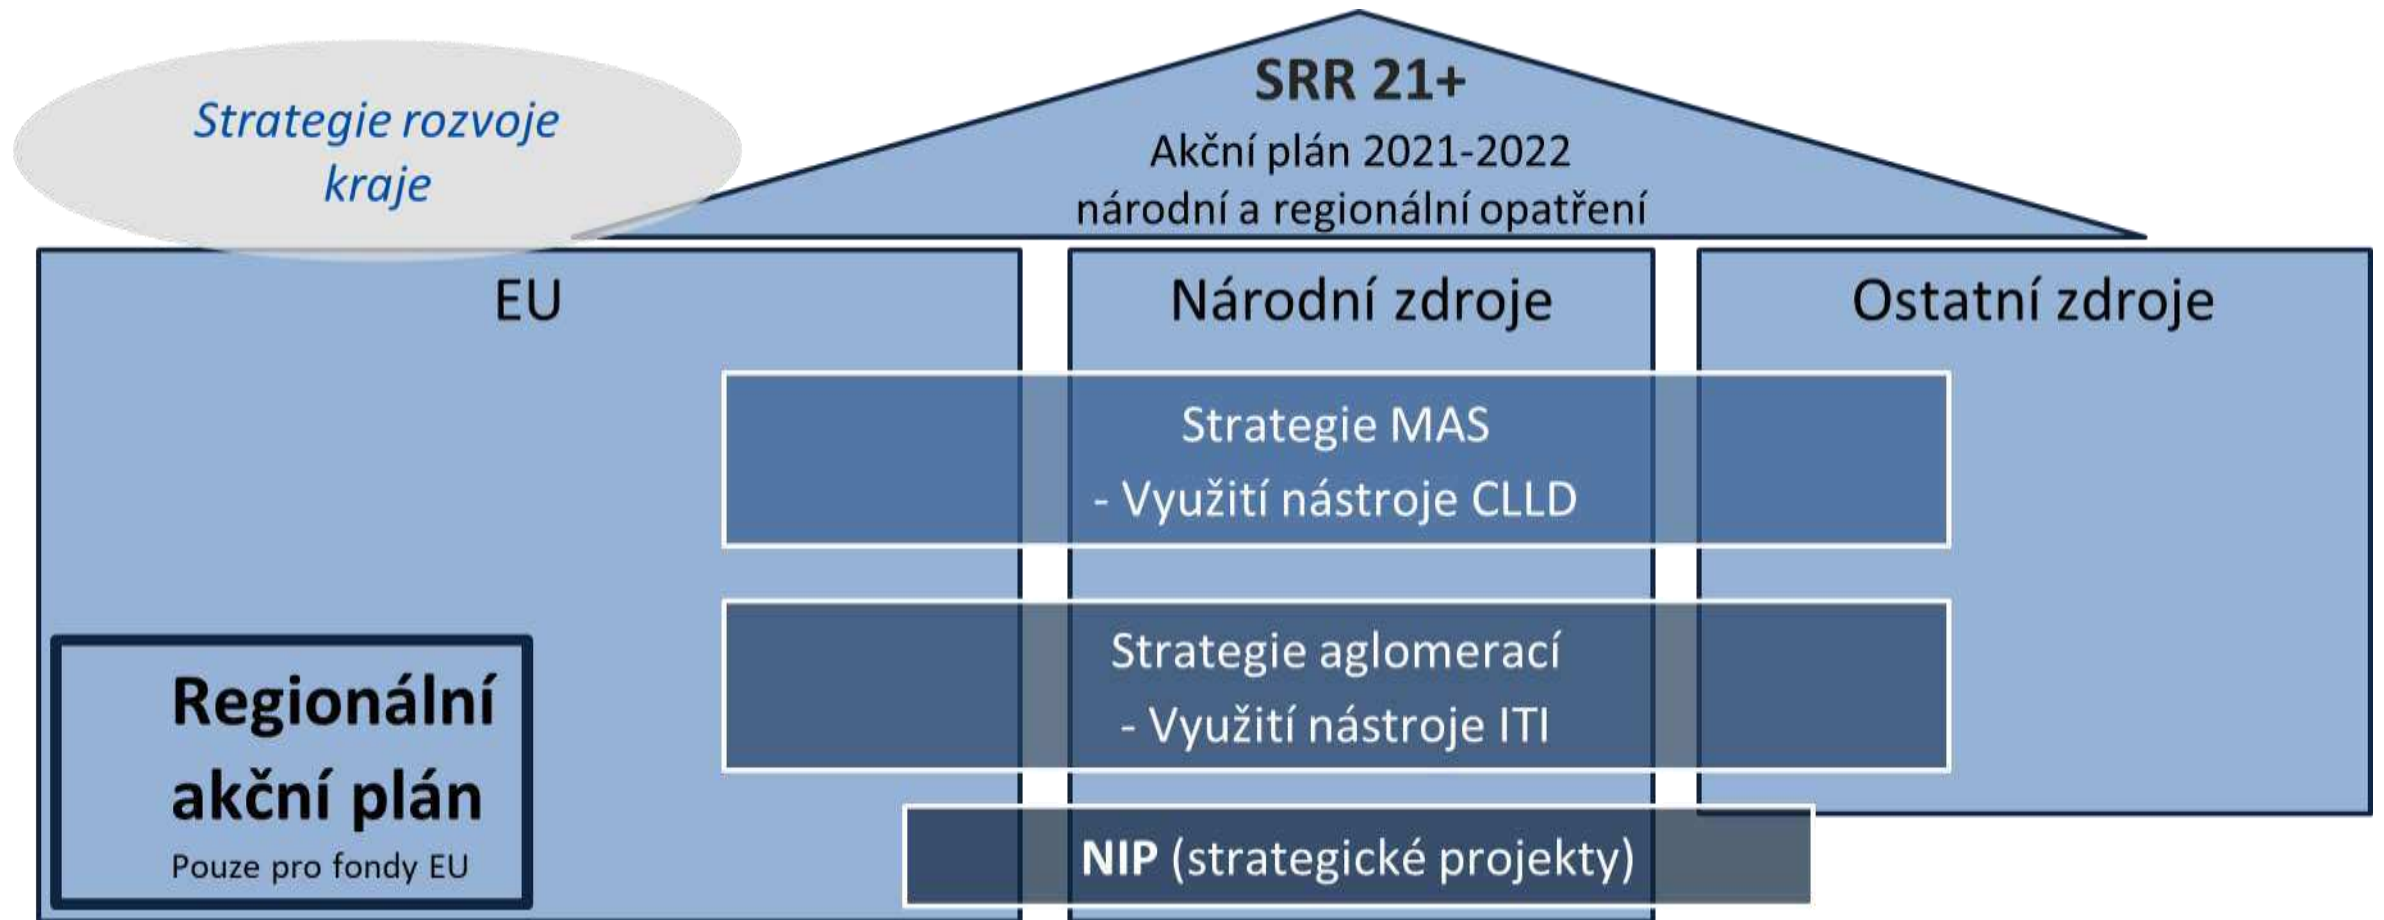 Strategie rozvoje
kraje
SRR 21+
Akční plán 2021-2022
národní a regionální opatření
EU
Národní zdroje
Ostatní zdroje
Strategie MAS
- Využití nástroje CLLD
Strategie aglomerací
- Využití nástroje ITI
Regionální
akční plán
Pouze pro fondy EU
NIP (strategické projekty)